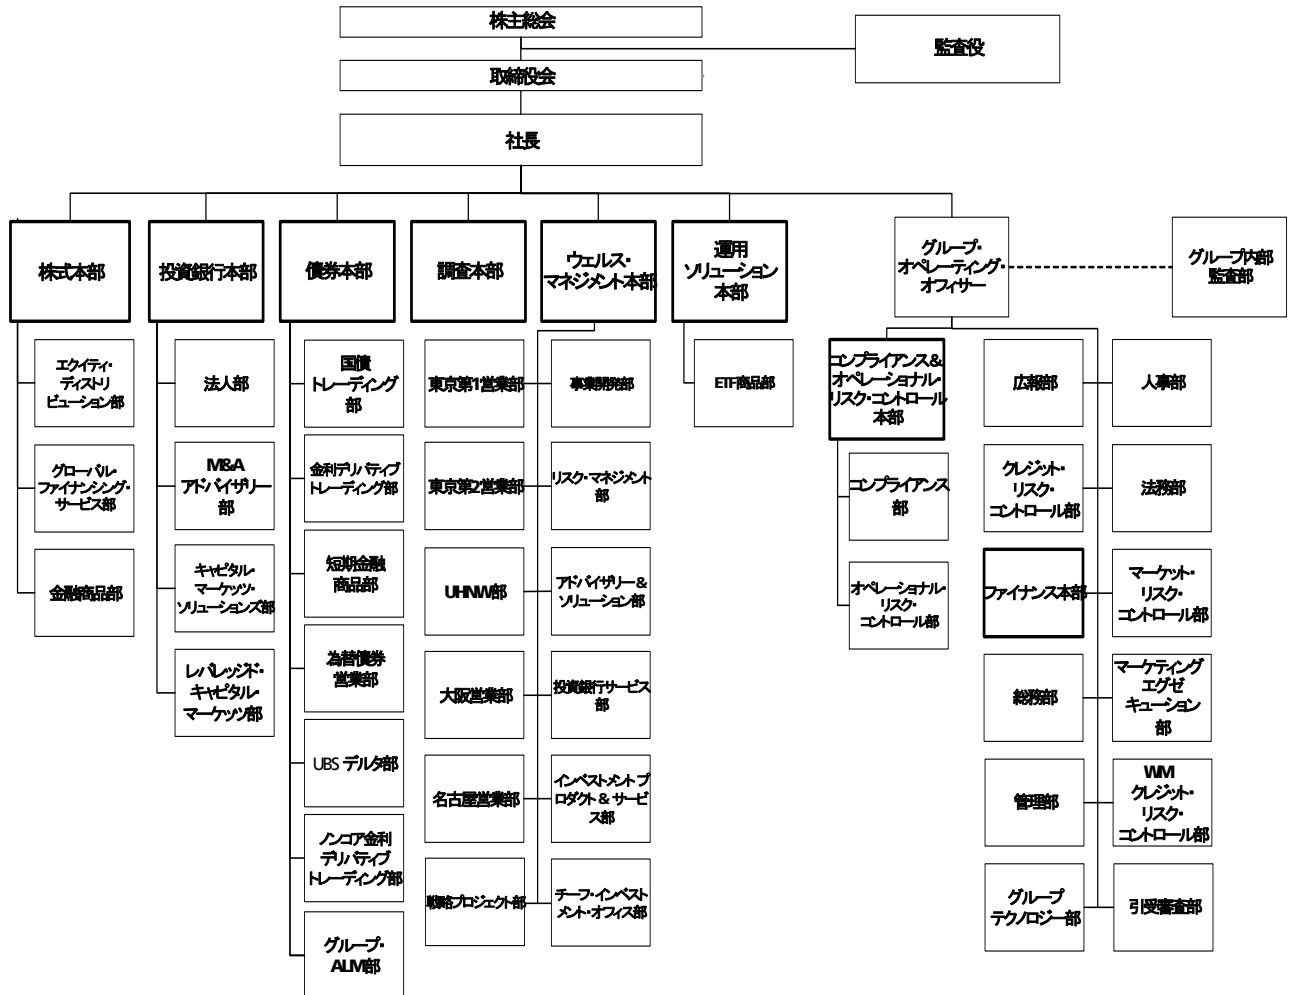 株主総会
監査役
取締役会
社長
株式本部
投資銀行本部
債券本部
調査本部
ウェルス・
マネジメント本部
運用
ソリューション
本部
グループ・
オペレーティング・
オフィサー
グループ内部
監査部
エクイティ・
ディストリ
ビューション部
グローバル・
ファイナンシング・
サービス部
金融商品部
法人部
M&A
アドバイザリー
部
キャピタル・
マーケッツ・
ソリューションズ部
レバレッジド・
キャピタル・
マーケッツ部
国債
トレーディング
部
金利デリバティブ
トレーディング部
短期金融
商品部
為替債券
営業部
UBS デルタ部
ノンコア金利
デリバティブ
トレーディング部
グループ・
ALM部
東京第1営業部
東京第2営業部
UHNW部
大阪営業部
名古屋営業部
戦略プロジェクト部
事業開発部
リスク・マネジメント
部
アドバイザリー &
ソリューション部
投資銀行サービス
部
インベストメント プ
ロダクト & サービ
ス部
チーフ・インベスト
メント・オフィス部
ETF商品部
コンプライアンス&
オペレーショナル・
リスク・コントロール
本部
コンプライアンス
部
オペレーショナル・
リスク・
コントロール部
広報部
クレジット・
リスク・
コントロール部
ファイナンス本部
総務部
管理部
グループ
テクノロジー部
人事部
法務部
マーケット・
リスク・
コントロール部
マーケティング
エグゼ
キューション
部
WM
クレジット・
リスク・
コントロール部
引受審査部